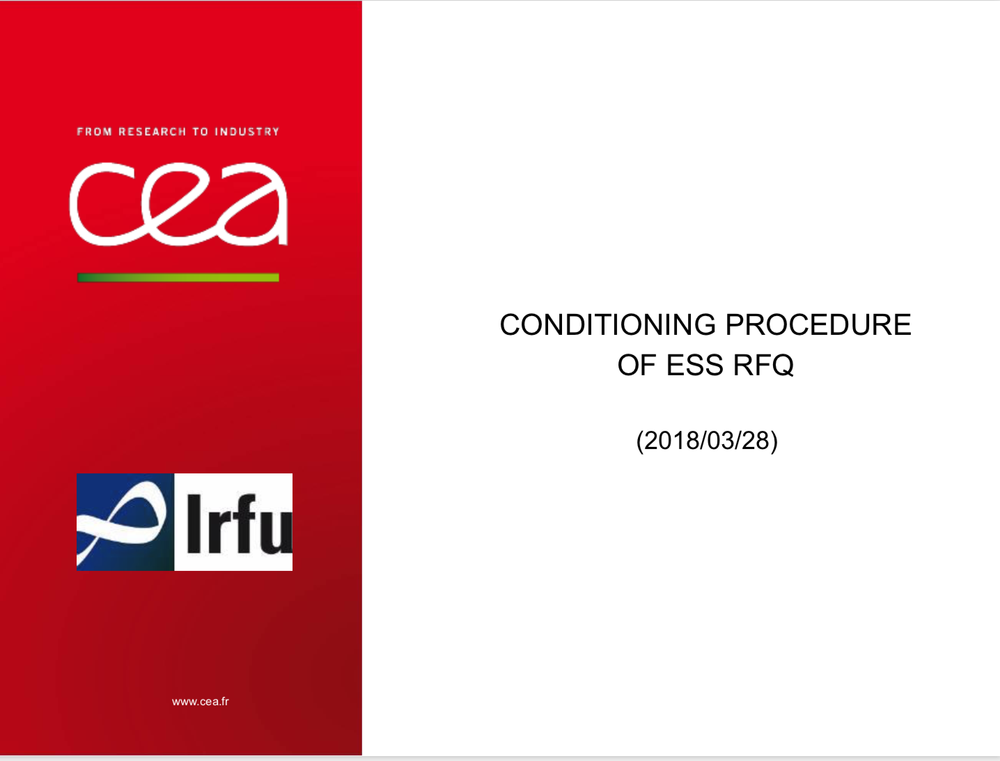 FROM RESEARCH TO INDUSTRY
cea
Irfu
www.cea.fr
CONDITIONING PROCEDURE
OF ESS RFQ
(2018/03/28)